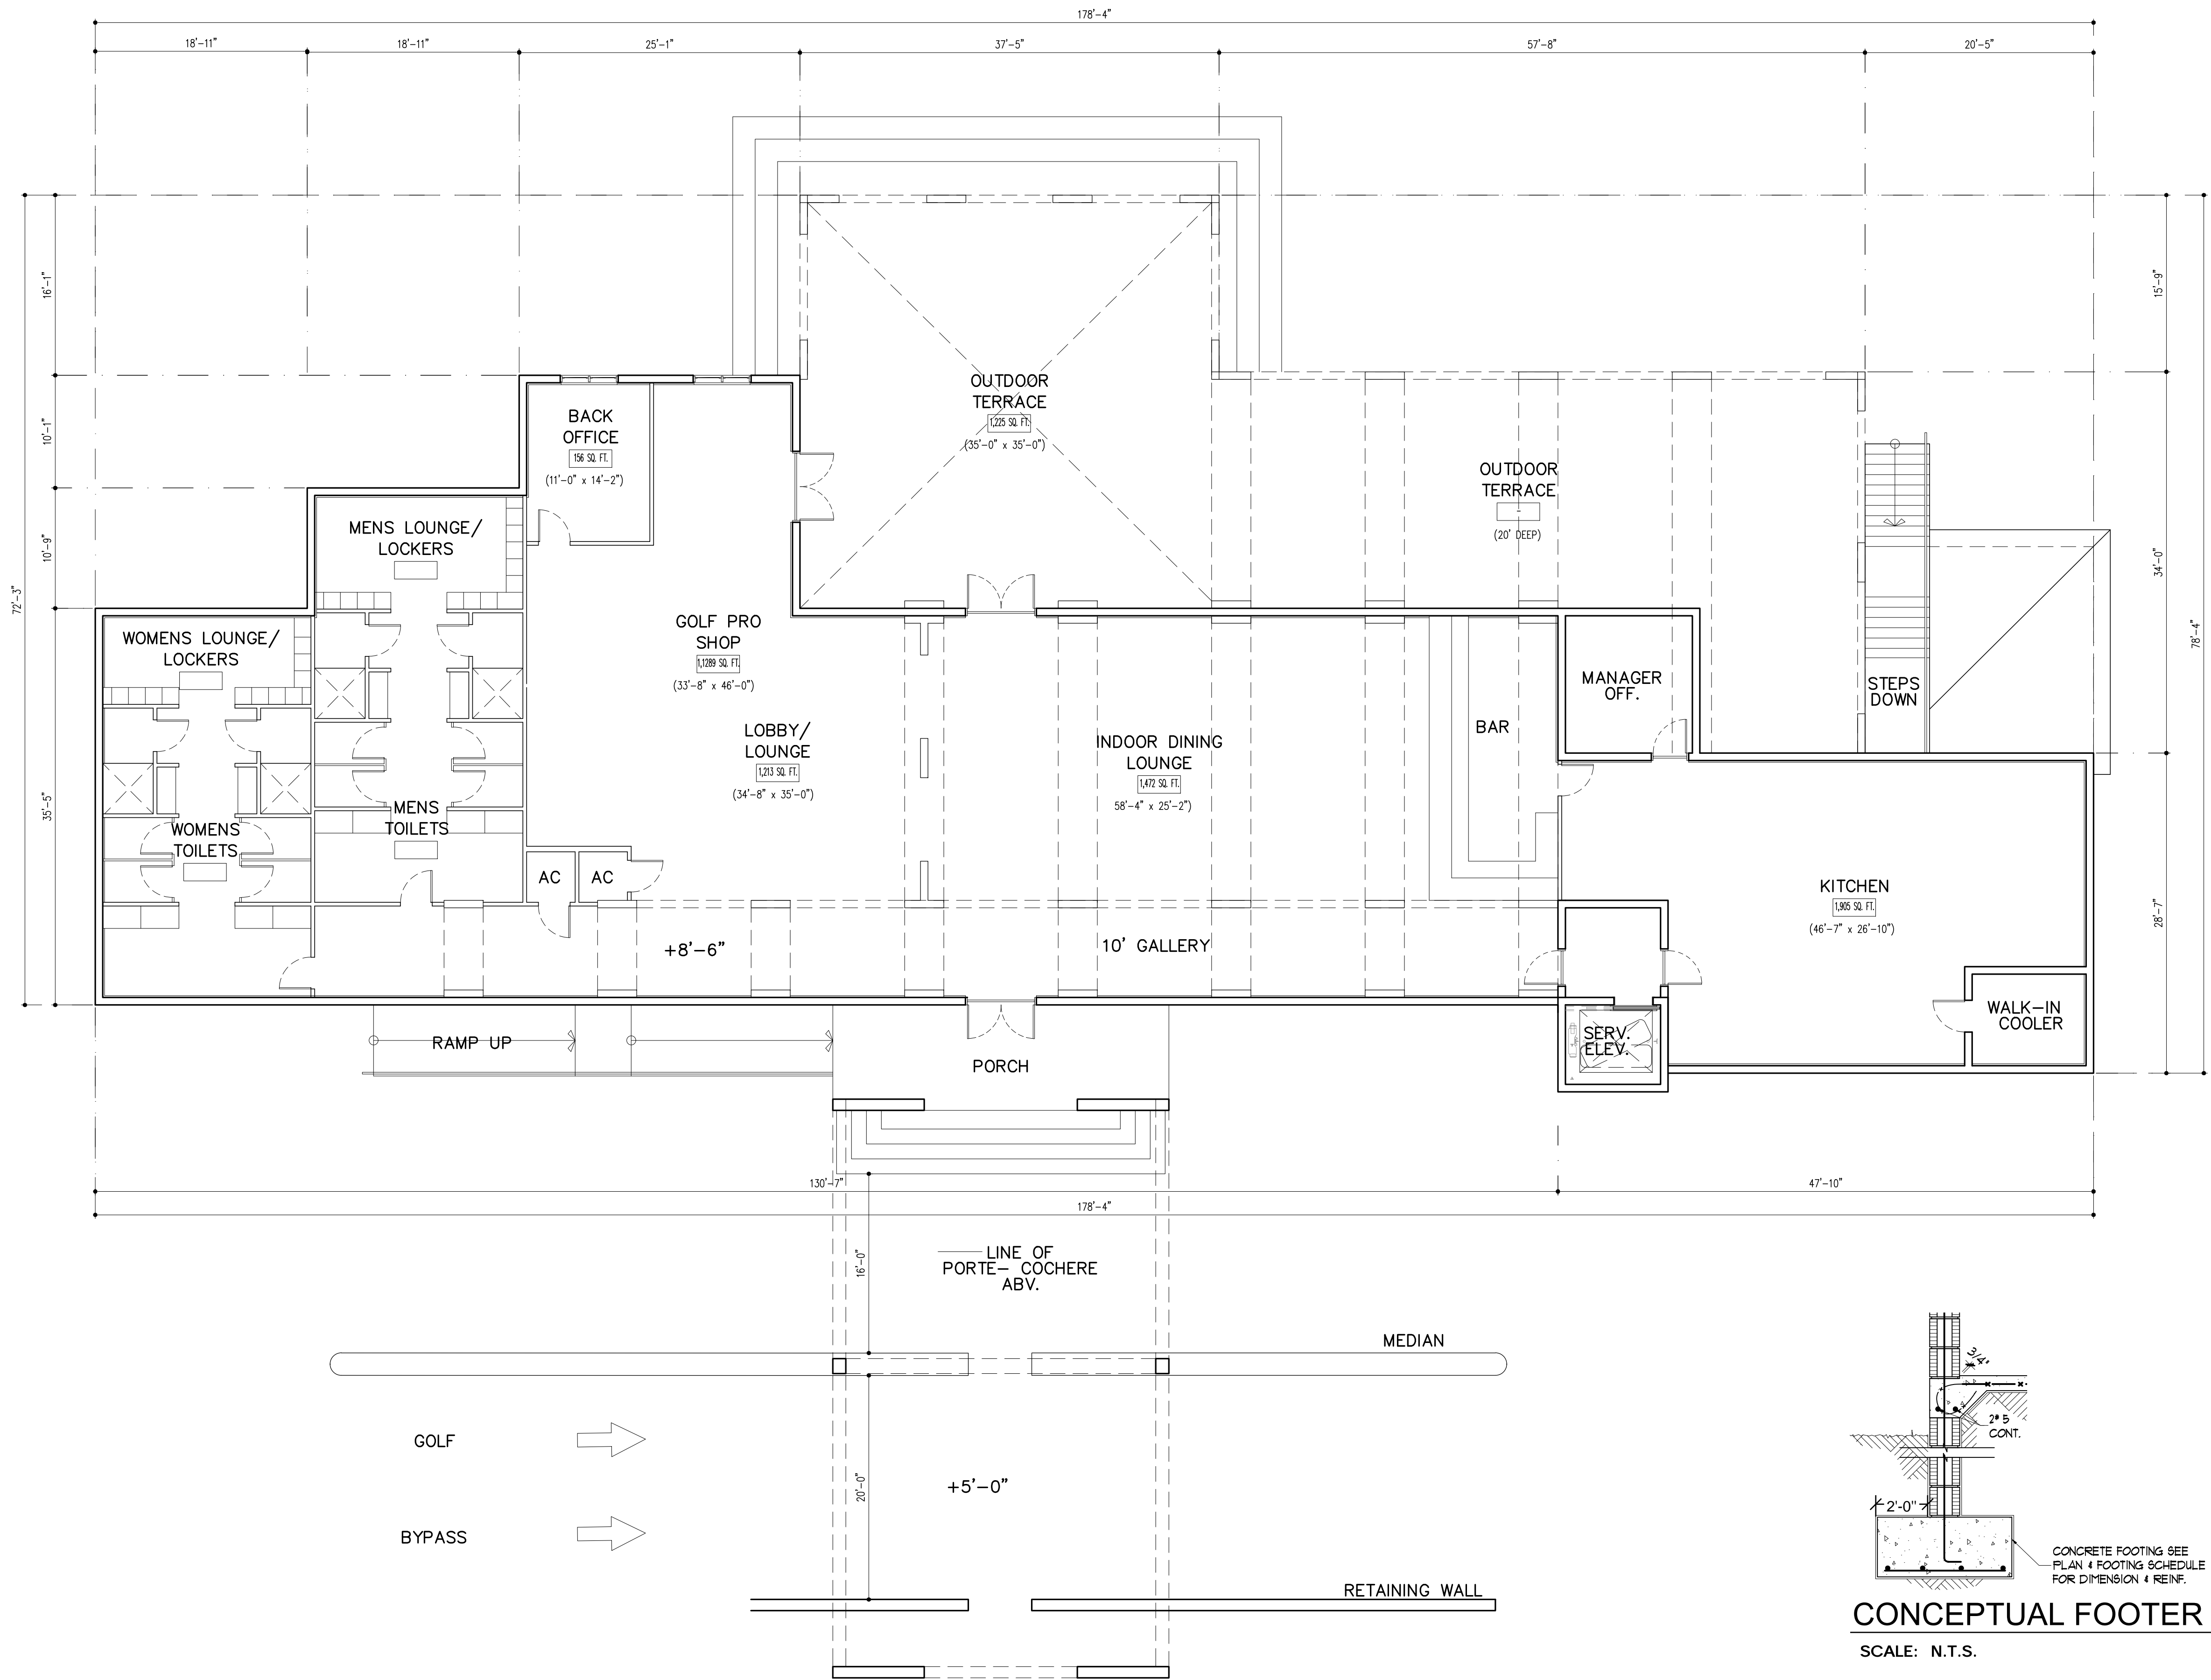 178'-4"
18'-11"
18'-11"
25'-1"
37'-5"
57'-8"
20'-5"
72'-3"
16'-1"
10'-1"
10'-9"
35'-5"
15'-9"
34'-0"
28'-7"
78'-4"
OUTDOOR
TERRACE
1,225 SQ. FT.
(35'-0" x 35'-0")
BACK
OFFICE
156 SQ. FT.
(11'-0" x 14'-2")
OUTDOOR
TERRACE
-
(20' DEEP)
MENS LOUNGE/
LOCKERS
WOMENS LOUNGE/
LOCKERS
GOLF PRO
SHOP
1,1289 SQ. FT.
(33'-8" x 46'-0")
LOBBY/
LOUNGE
1,213 SQ. FT.
(34'-8" x 35'-0")
INDOOR DINING
LOUNGE
1,472 SQ. FT.
58'-4" x 25'-2")
BAR
MANAGER
OFF.
STEPS
DOWN
MENS
TOILETS
WOMENS
TOILETS
AC
AC
KITCHEN
1,905 SQ. FT.
(46'-7" x 26'-10")
+8'-6"
10' GALLERY
WALK-IN
COOLER
SERV.
ELEV.
RAMP UP
PORCH
130'-7"
47'-10"
178'-4"
16'-0"
LINE OF
PORTE- COCHERE
ABV.
MEDIAN
GOLF
20'-0"
+5'-0"
BYPASS
RETAINING WALL
3/4"
2# 5
CONT.
2'-0"
CONCRETE FOOTING SEE
PLAN & FOOTING SCHEDULE
FOR DIMENSION & REINF.
CONCEPTUAL FOOTER
SCALE: N.T.S.